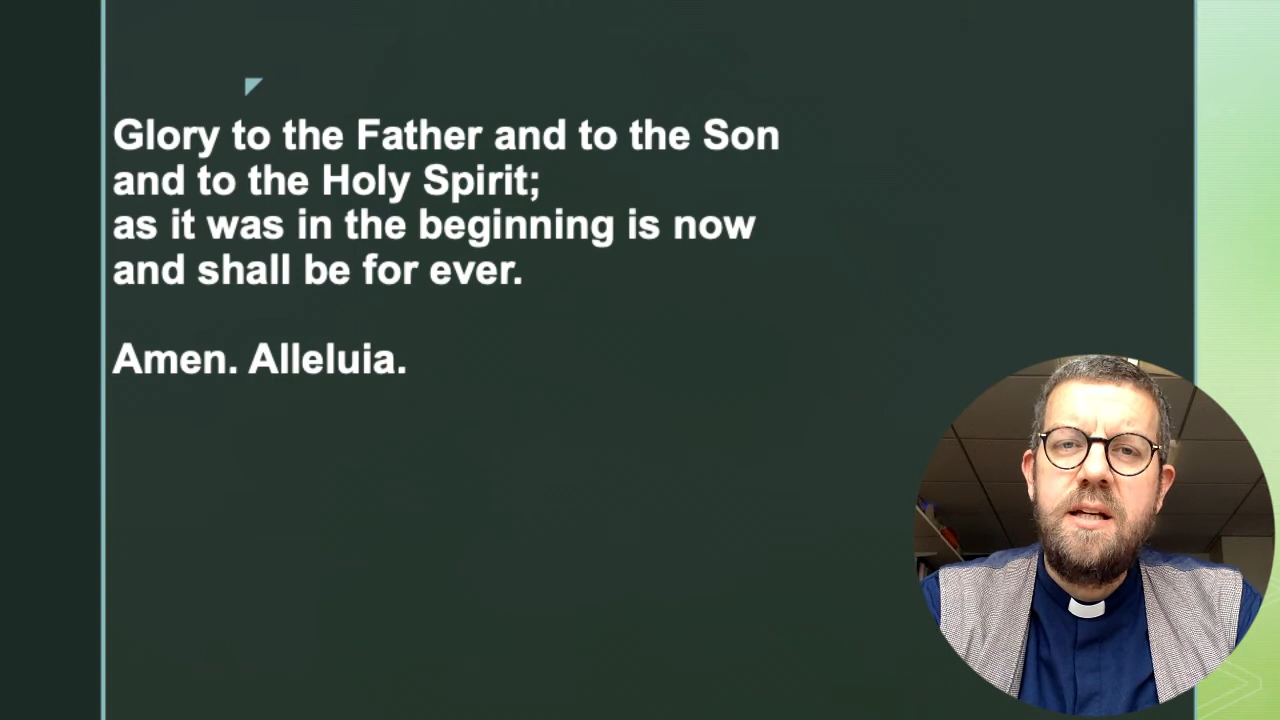 Glory to the Father and to the Son
and to the Holy Spirit;
as it was in the beginning is now
and shall be for ever.
Amen. Alleluia.